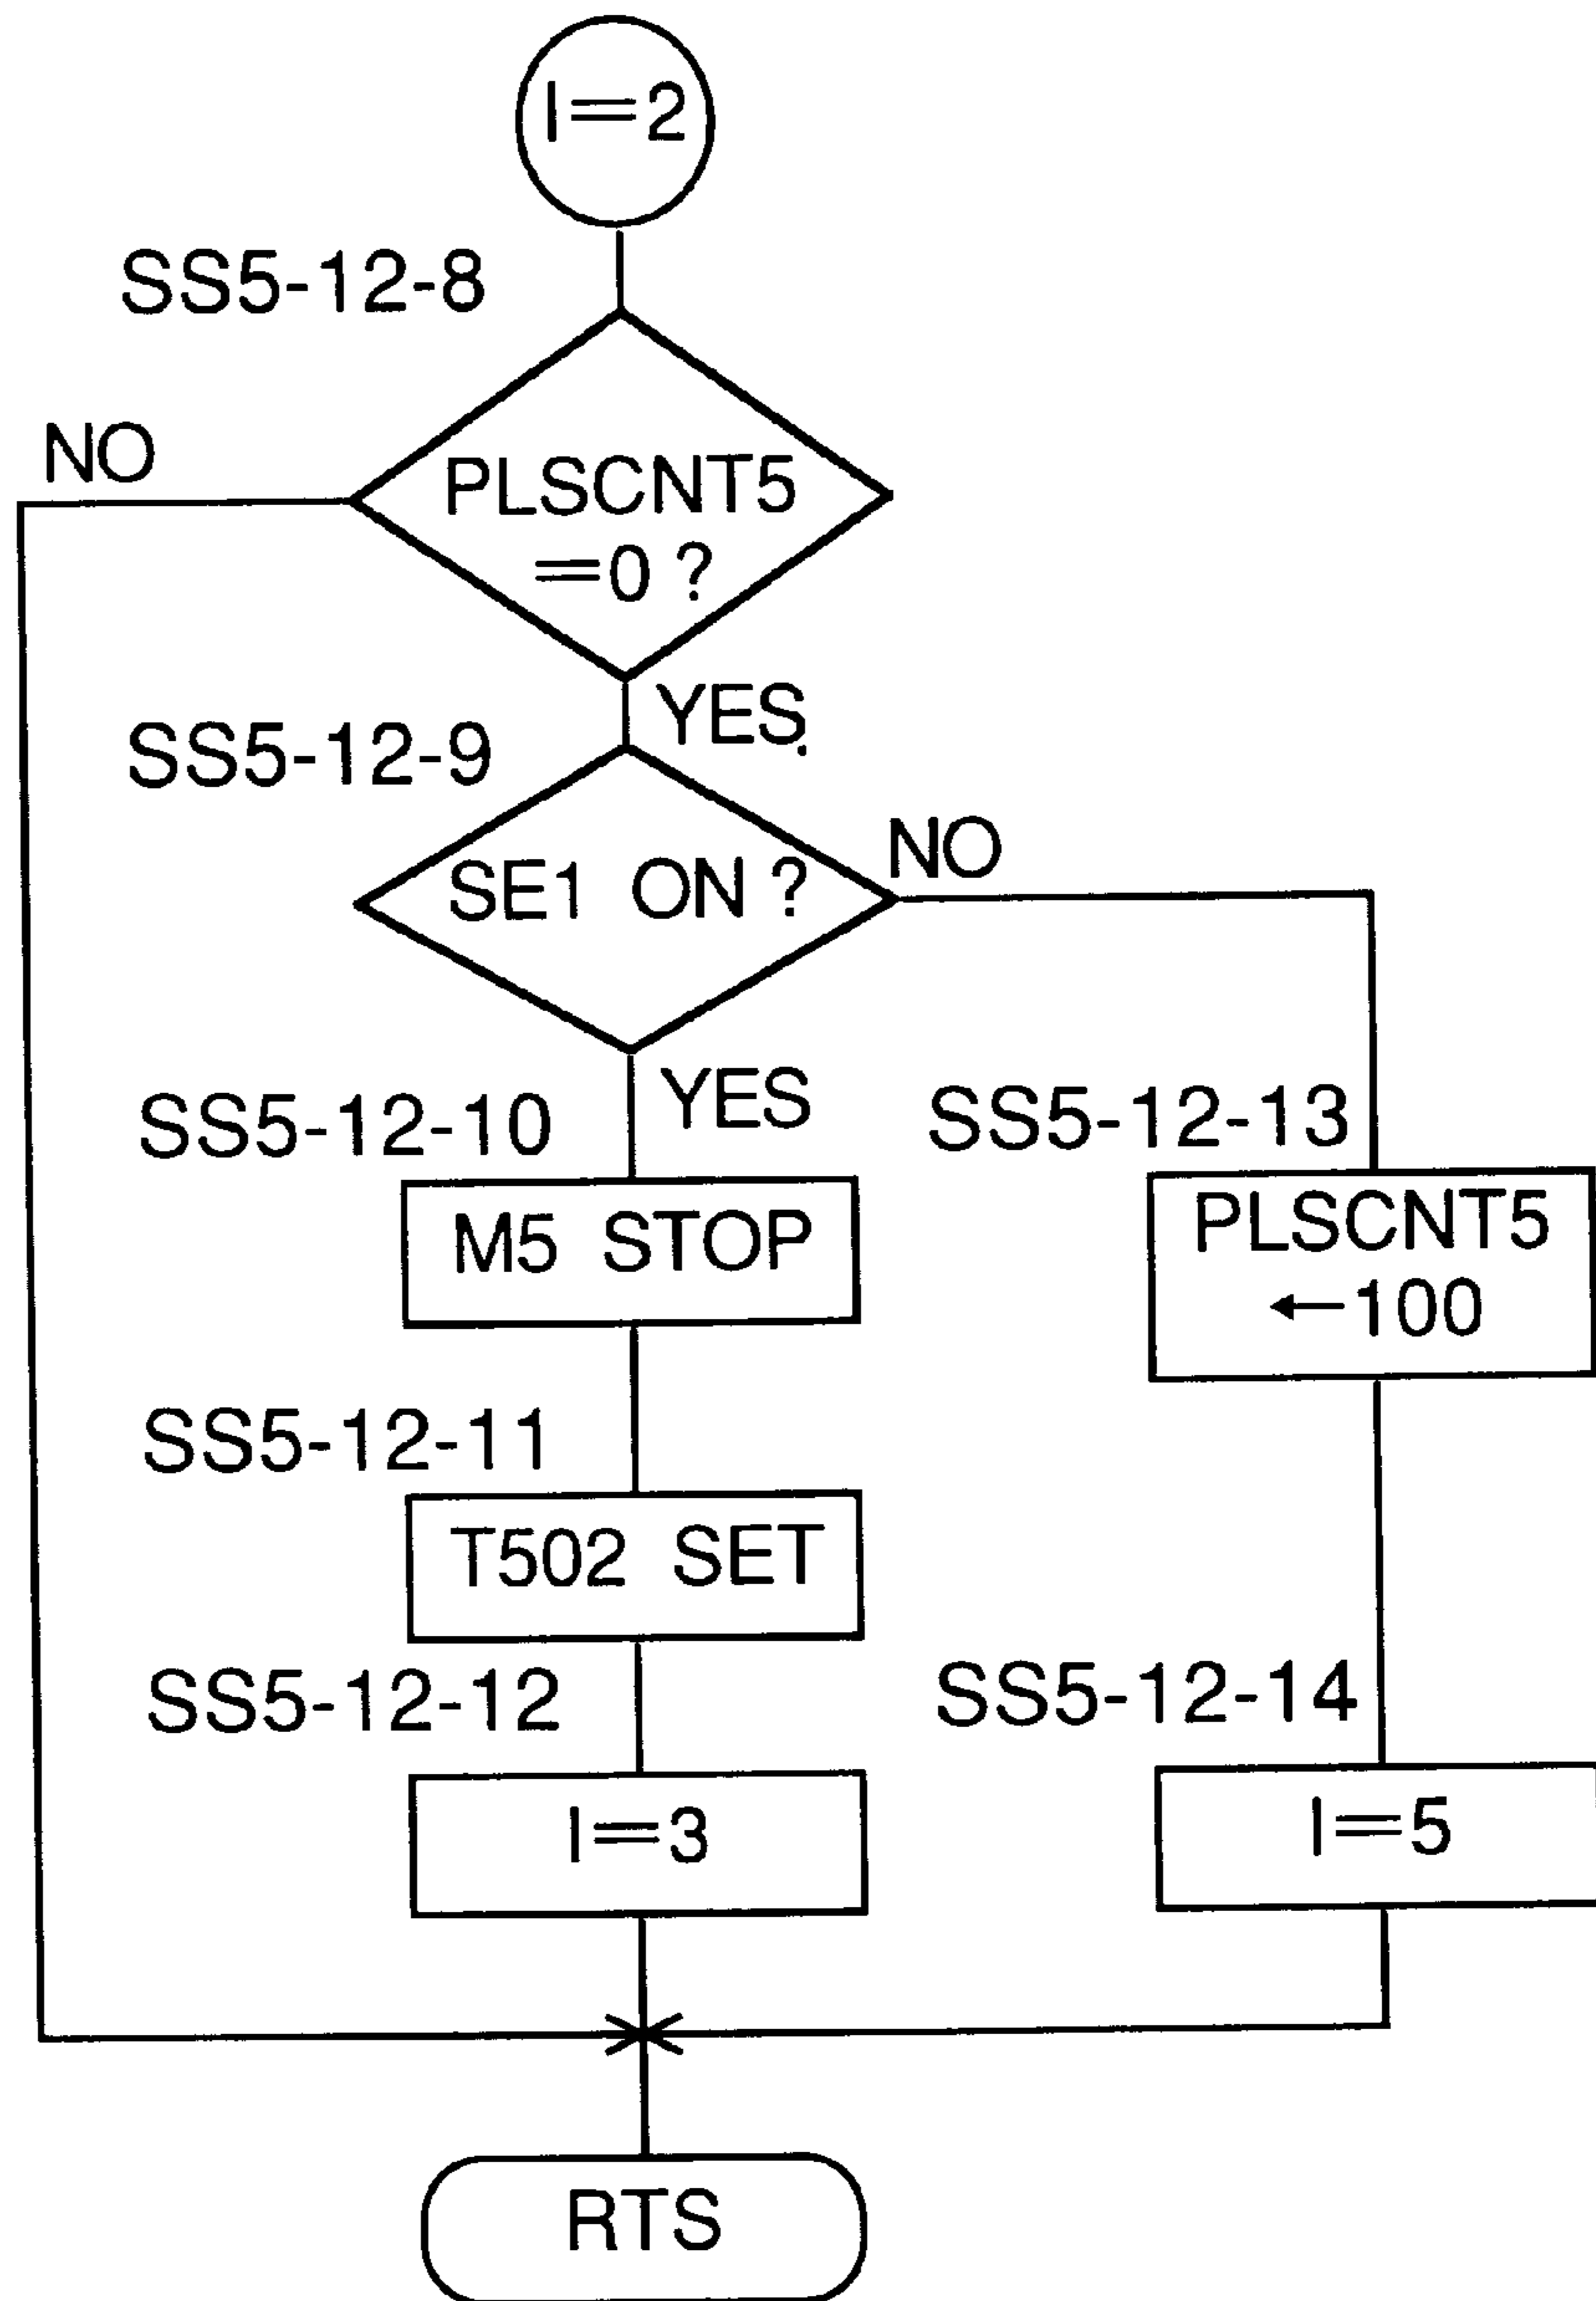 I=2
SS5-12-8
NO
PLSCNT5
=0 ?
YES
SS5-12-9
NO
SE1 ON ?
YES
SS5-12-10
SS5-12-13
M5 STOP
PLSCNT5
←100
SS5-12-11
T502 SET
SS5-12-12
SS5-12-14
I=3
I=5
RTS